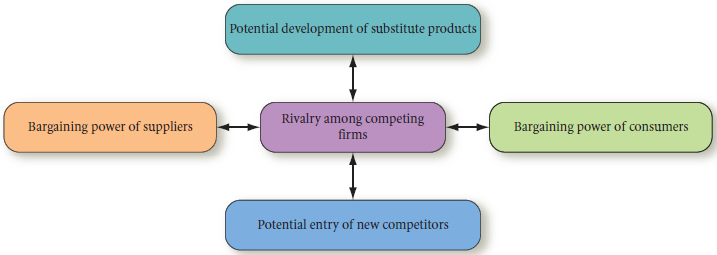 Potential development of substitute products
Bargaining power of suppliers
Rivalry among competing
firms
Bargaining power of consumers
Potential entry of new competitors